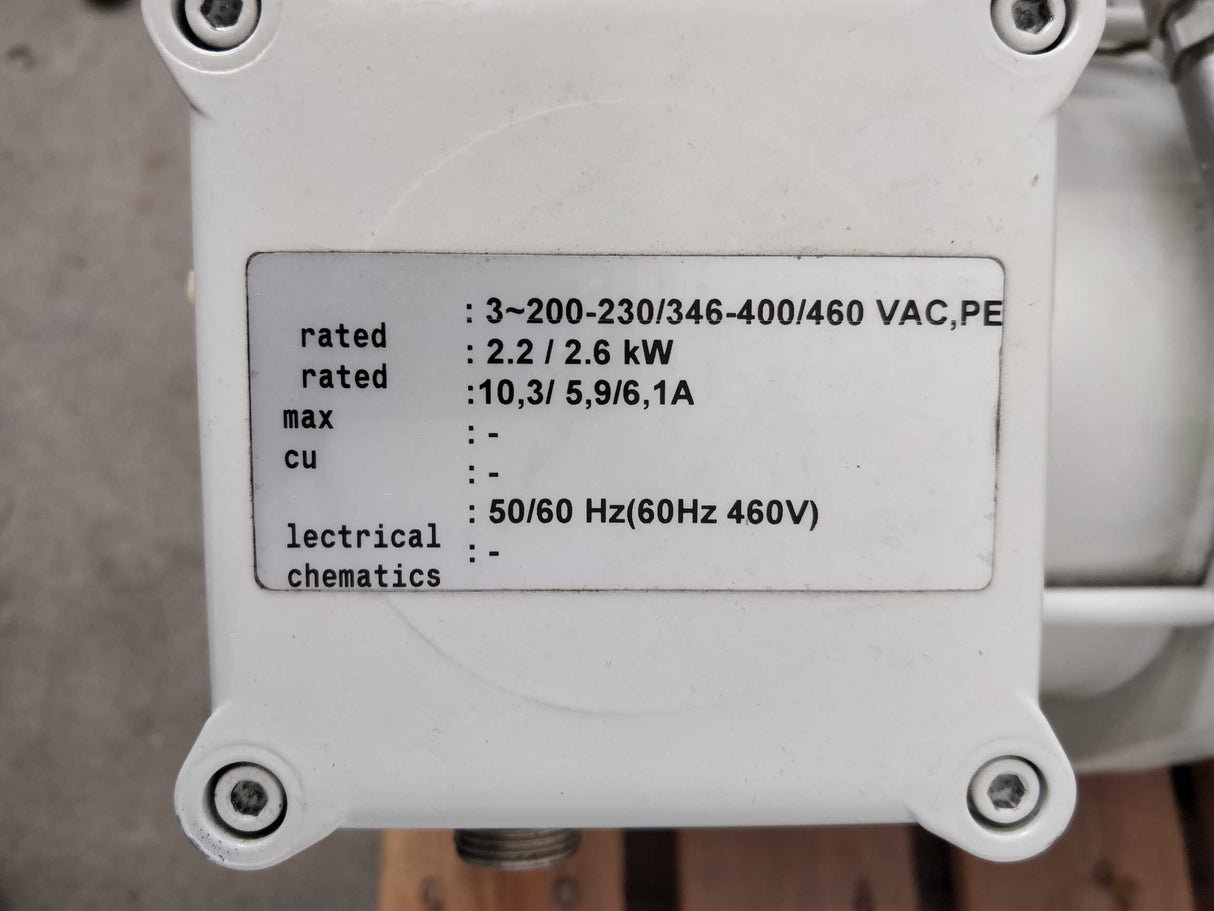 : 3~200-230/346-400/460 VAC,PE
rated
: 2.2 / 2.6 kW
rated
:10,3/ 5,9/6,1A
max
: -
cu
: -
: 50/60 Hz(60Hz 460V)
lectrical
: -
chematics